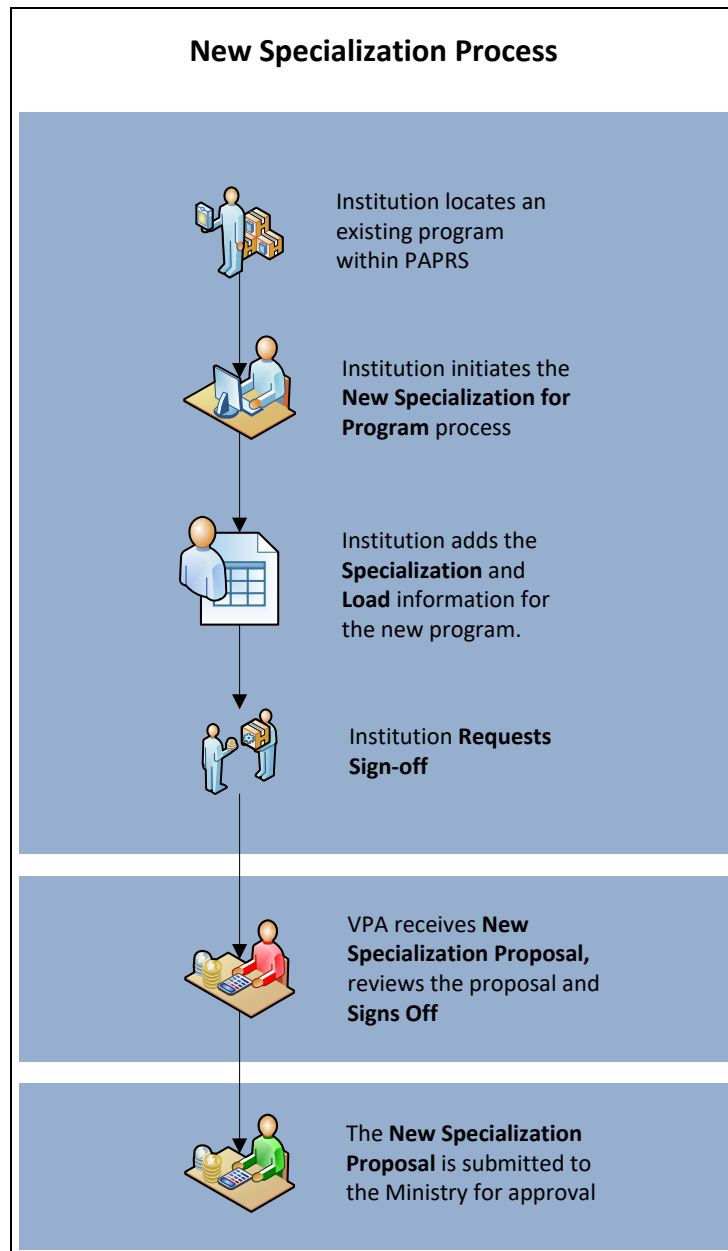 New Specialization Process
Institution locates an
existing program
within PAPRS
Institution initiates the
New Specialization for
Program process
Institution adds the
Specialization and
Load information for
the new program.
Institution Requests
Sign-off
VPA receives New
Specialization Proposal,
reviews the proposal and
Signs Off
The New Specialization
Proposal is submitted to
the Ministry for approval